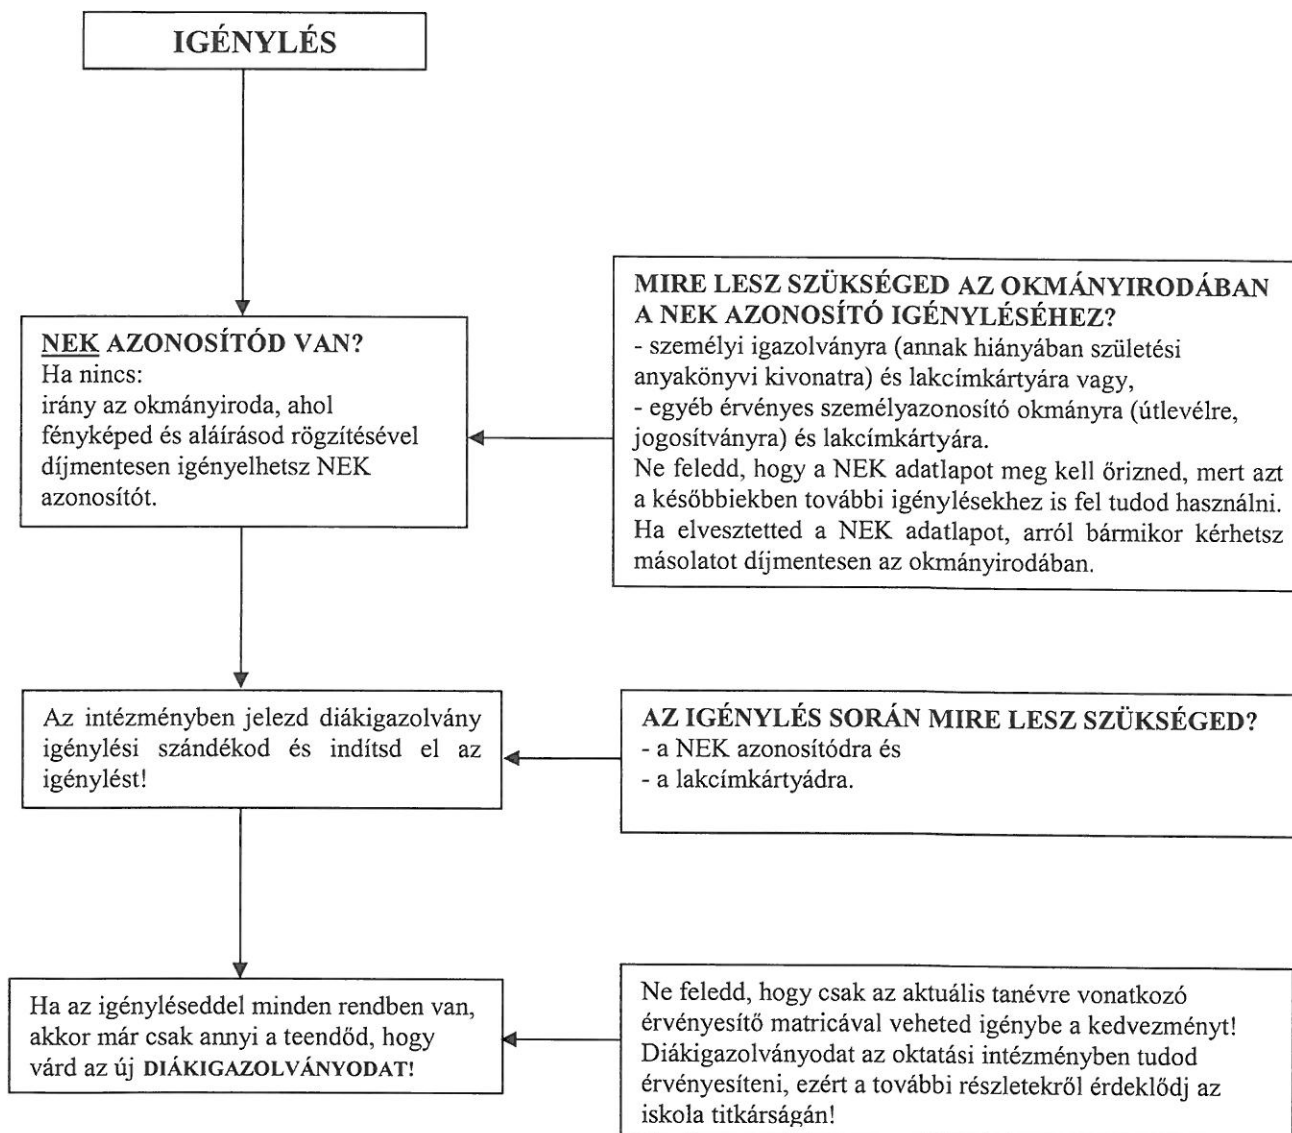 IGÉNYLÉS
NEK AZONOSÍTÓD VAN?
Ha nincs:
irány az okmányiroda, ahol
fényképed és aláírásod rögzítésével
díjmentesen igényelhetsz NEK
azonosítót.
MIRE LESZ SZÜKSÉGED AZ OKMÁNYIRODÁBAN
A NEK AZONOSÍTÓ IGÉNYLÉSÉHEZ?
- személyi igazolványra (annak hiányában születési
anyakönyvi kivonatra) és lakcímkártyára vagy,
- egyéb érvényes személyazonosító okmányra (útlevélre,
jogosítványra) és lakcímkártyára.
Ne feledd, hogy a NEK adatlapot meg kell őrizned, mert azt
a későbbiekben további igénylésekhez is fel tudod használni.
Ha elvesztetted a NEK adatlapot, arról bármikor kérhetsz
másolatot díjmentesen az okmányirodában.
Az intézményben jelezd diákigazolvány
igénylési szándékod és indítsd el az
igénylést!
AZ IGÉNYLÉS SORÁN MIRE LESZ SZÜKSÉGED?
- a NEK azonosítódra és
- a lakcímkártyádra.
Ha az igényléseddel minden rendben van,
akkor már csak annyi a teendőd, hogy
várd az új DIÁKIGAZOLVÁNYODAT!
Ne feledd, hogy csak az aktuális tanévre vonatkozó
érvényesítő matricával veheted igénybe a kedvezményt!
Diákigazolványodat az oktatási intézményben tudod
érvényesíteni, ezért a további részletekről érdeklődj az
iskola titkárságán!